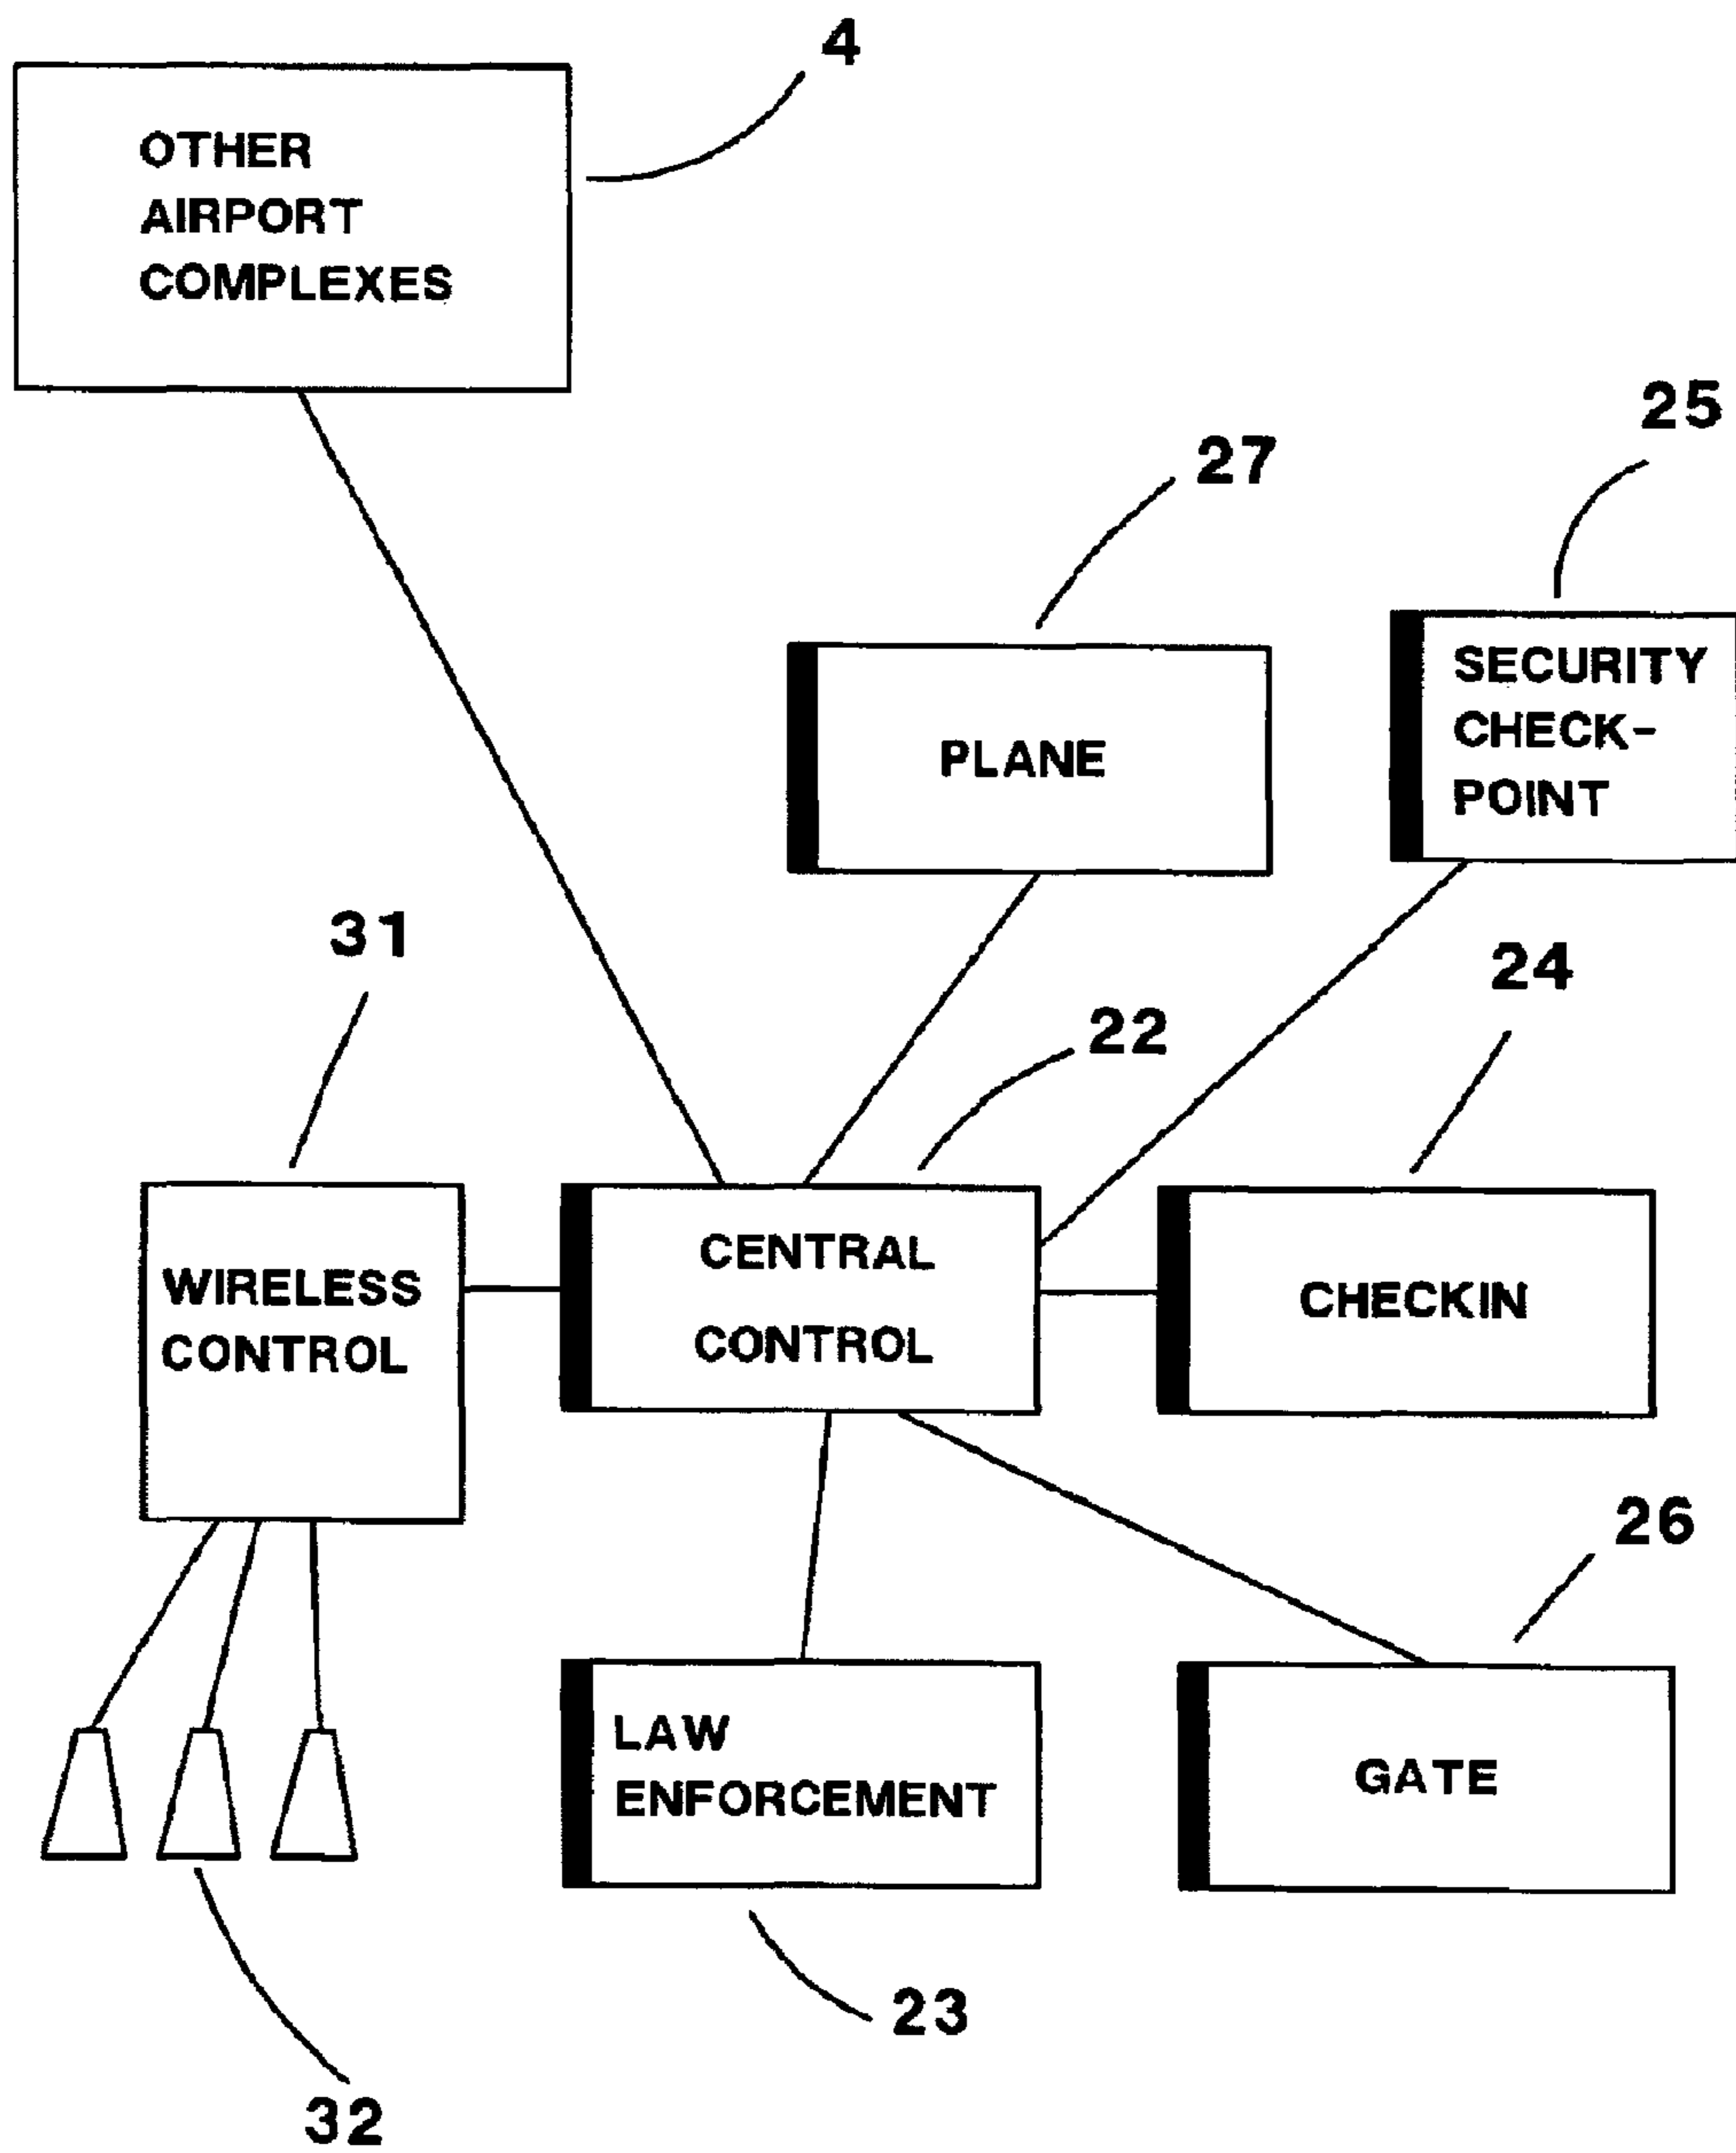 4
OTHER
AIRPORT
COMPLEXES
25
27
SECURITY
CHECK-
POINT
PLANE
31
24
22
WIRELESS
CONTROL
CENTRAL
CONTROL
CHECKIN
26
LAW
ENFORCEMENT
GATE
23
32